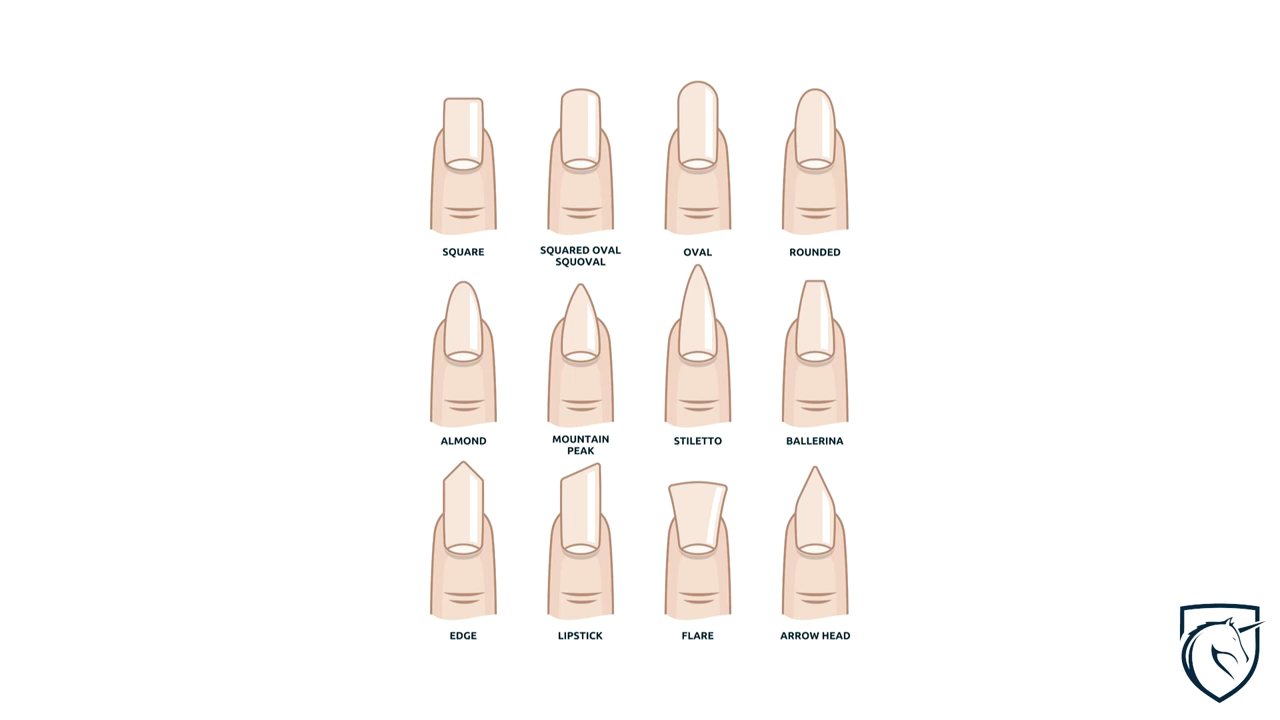 SQUARE
SQUARED OVAL
SQUOVAL
OVAL
ROUNDED
ALMOND
MOUNTAIN
PEAK
STILETTO
BALLERINA
EDGE
LIPSTICK
FLARE
ARROW HEAD